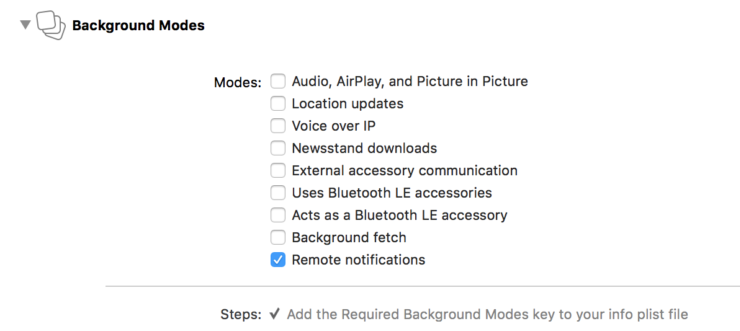 Background Modes
Modes: Audio, AirPlay, and Picture in Picture
Location updates
Voice over IP
Newsstand downloads
External accessory communication
Uses Bluetooth LE accessories
Acts as a Bluetooth LE accessory
Background fetch
Remote notifications
Steps: ✓ Add the Required Background Modes key to your info plist file